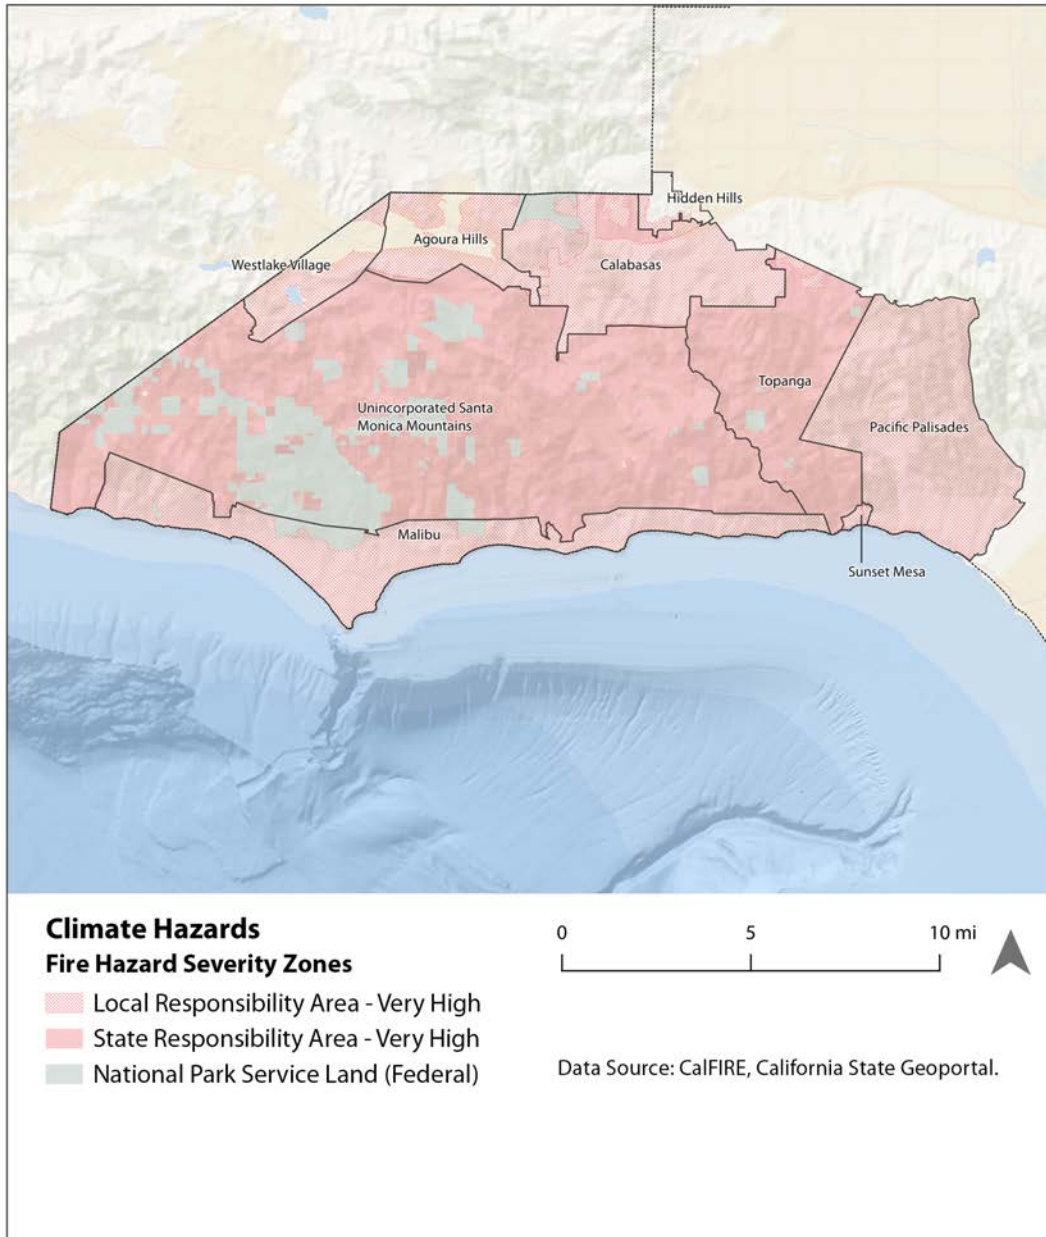 Hidden Hills
Agoura Hills
Westlake Village
Calabasas
Topanga
Unincorporated Santa
Monica Mountains
Pacific Palisades
Malibu
Sunset Mesa
Climate Hazards
Fire Hazard Severity Zones
Local Responsibility Area - Very High
State Responsibility Area - Very High
National Park Service Land (Federal)
0 5 10 mi
Data Source: CalFIRE, California State Geoportal.